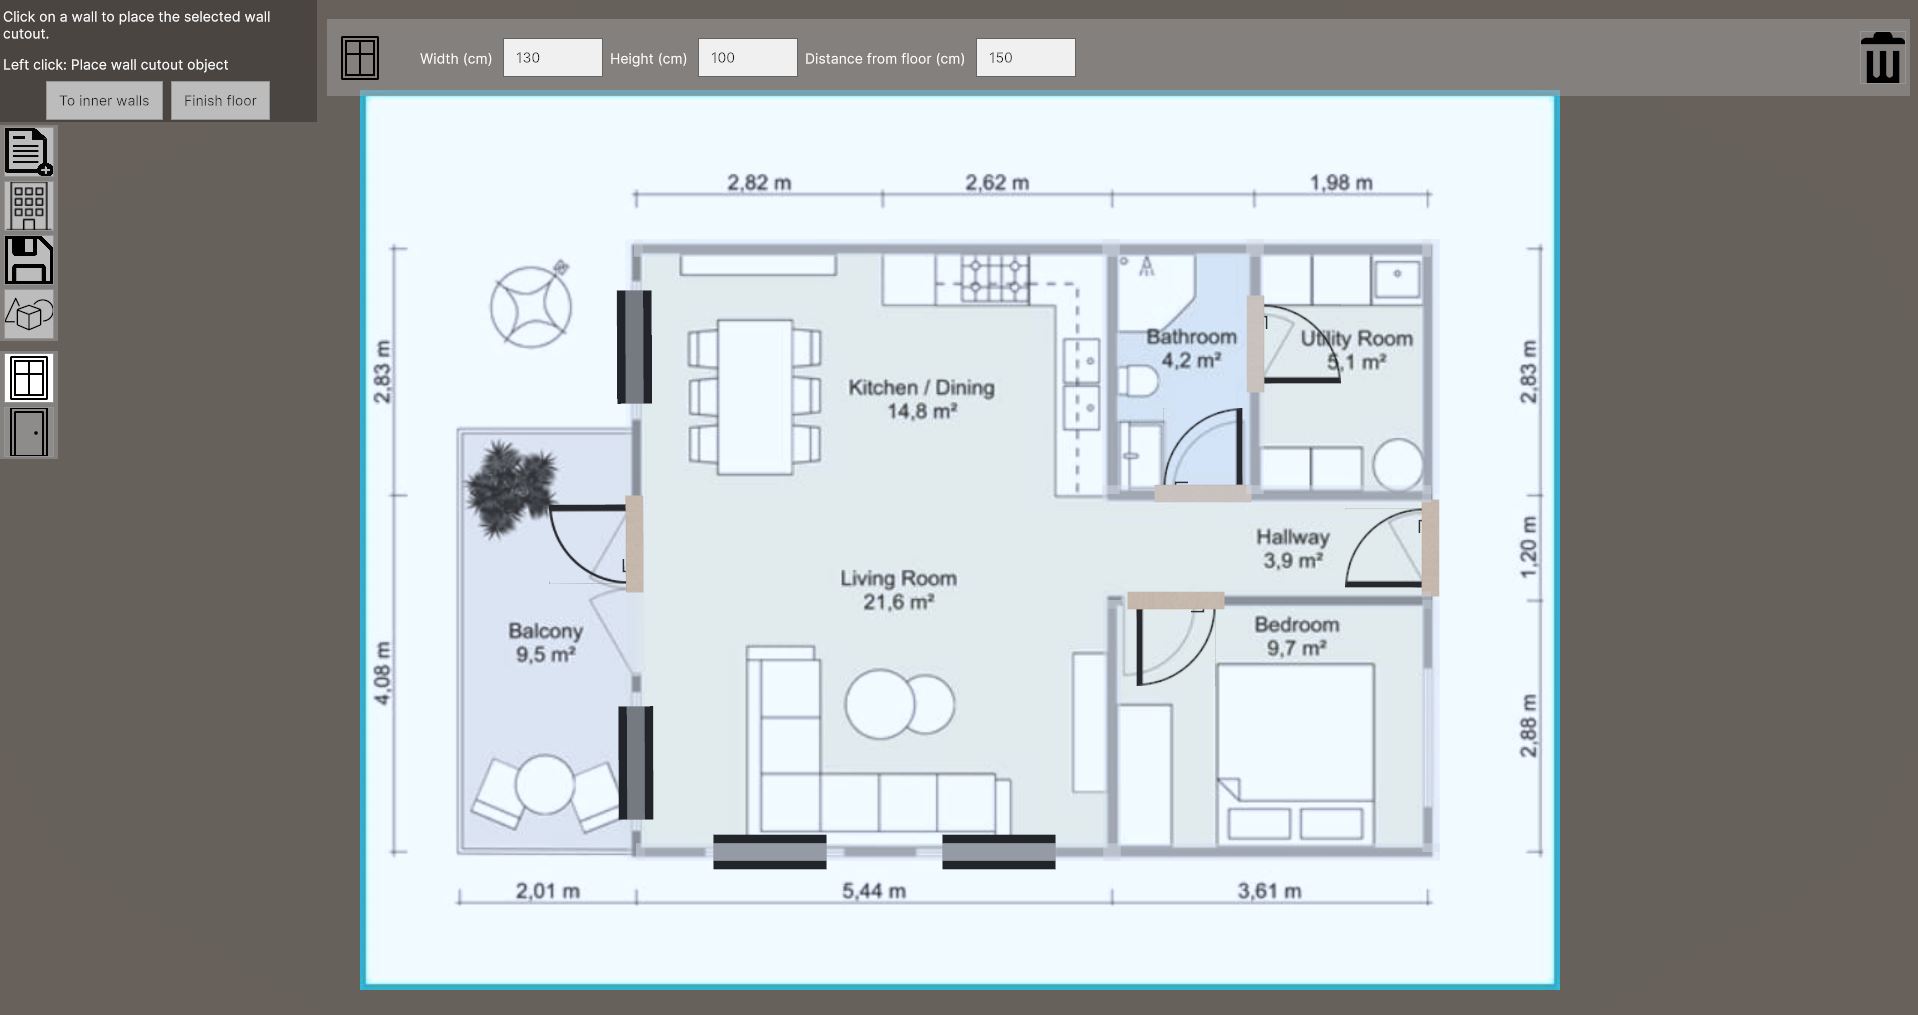 Click on a wall to place the selected wall
cutout.
Left click: Place wall cutout object
To inner walls
Finish floor
Width (cm)
130
Height (cm)
100
Distance from floor (cm)
150
2,82 m
2,62 m
1,98 m
2,83 m
Kitchen / Dining
14,8 m²
Bathroom
4,2 m²
Utility Room
5,1 m²
2,83 m
Hallway
3,9 m²
1,20 m
Living Room
21,6 m²
Balcony
9,5 m²
4,08 m
Bedroom
9,7 m²
2,88 m
2,01 m
5,44 m
3,61 m